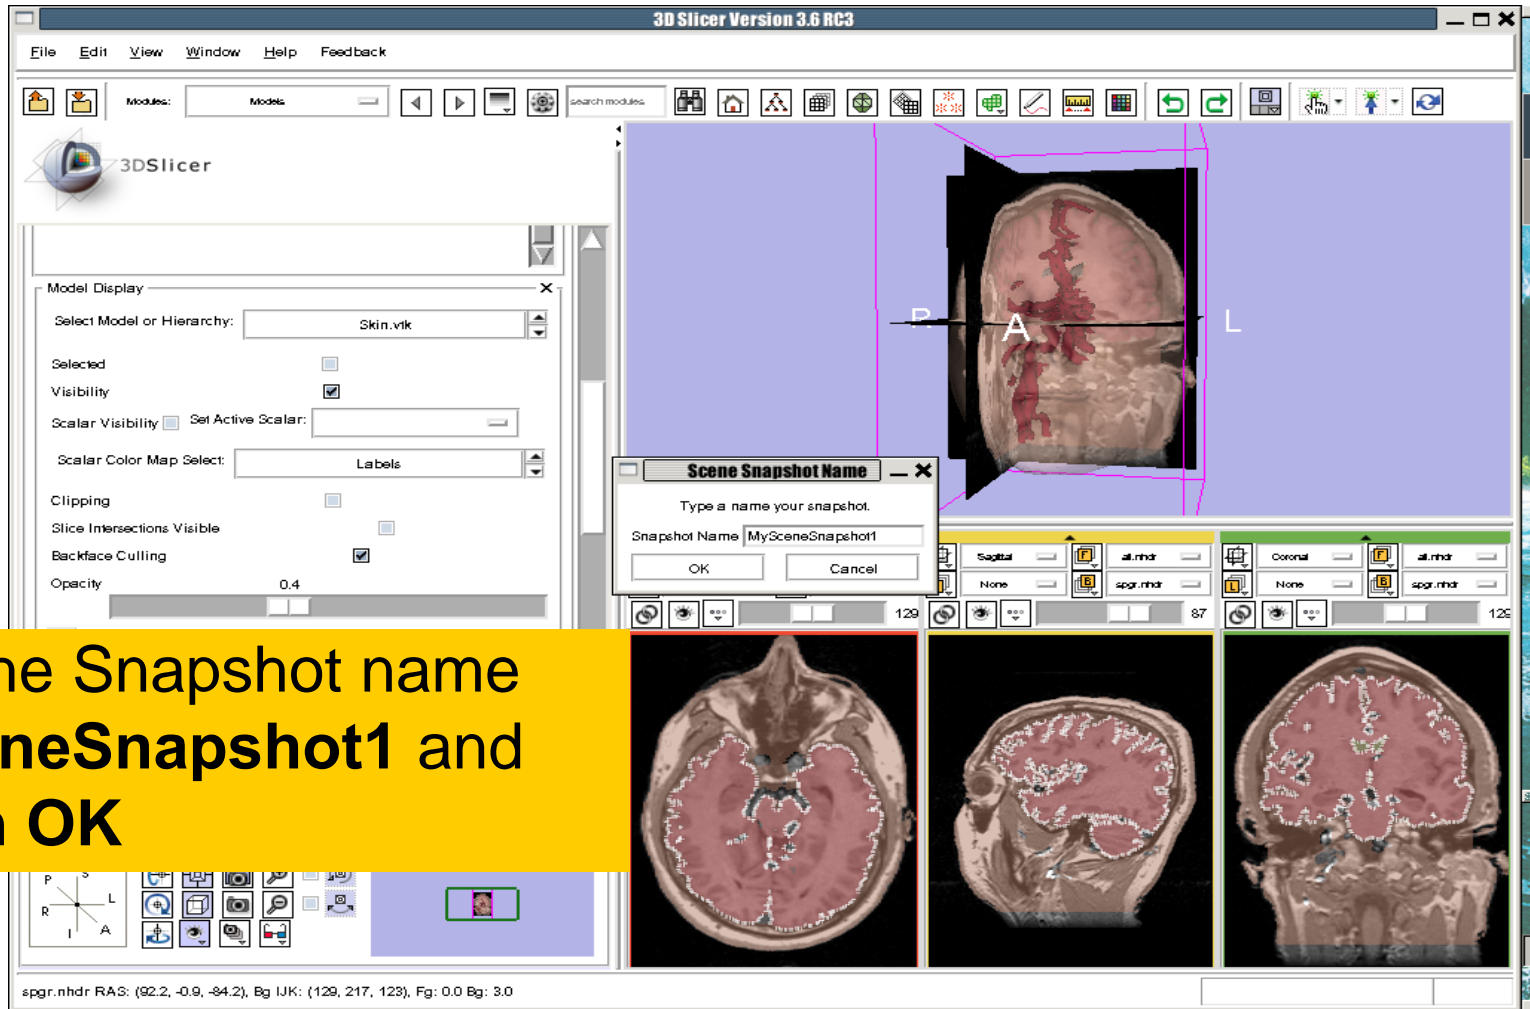 3D Slicer Version 3.6 RC3
File Edit View Window Help Feedback
Modules: Models search modules
3DSlicer
Model Display
Select Model or Hierarchy: Skin.vtk
Selected
Visibility
Scalar Visibility Set Active Scalar:
Scalar Color Map Select: Labels
Clipping
Slice Intersections Visible
Backface Culling
Opacity 0.4
R A L
Scene Snapshot Name
Type a name your snapshot.
Snapshot Name MySceneSnapshot1
OK Cancel
Sagittal F all.nhdr Coronal F all.nhdr
L None B spgr.nhdr L None B spgr.nhdr
129 87 129
ne Snapshot name
neSnapshot1 and
OK
P S
R L
I A
spgr.nhdr RAS: (92.2, -0.9, -84.2), Bg IJK: (129, 217, 123), Fg: 0.0 Bg: 3.0